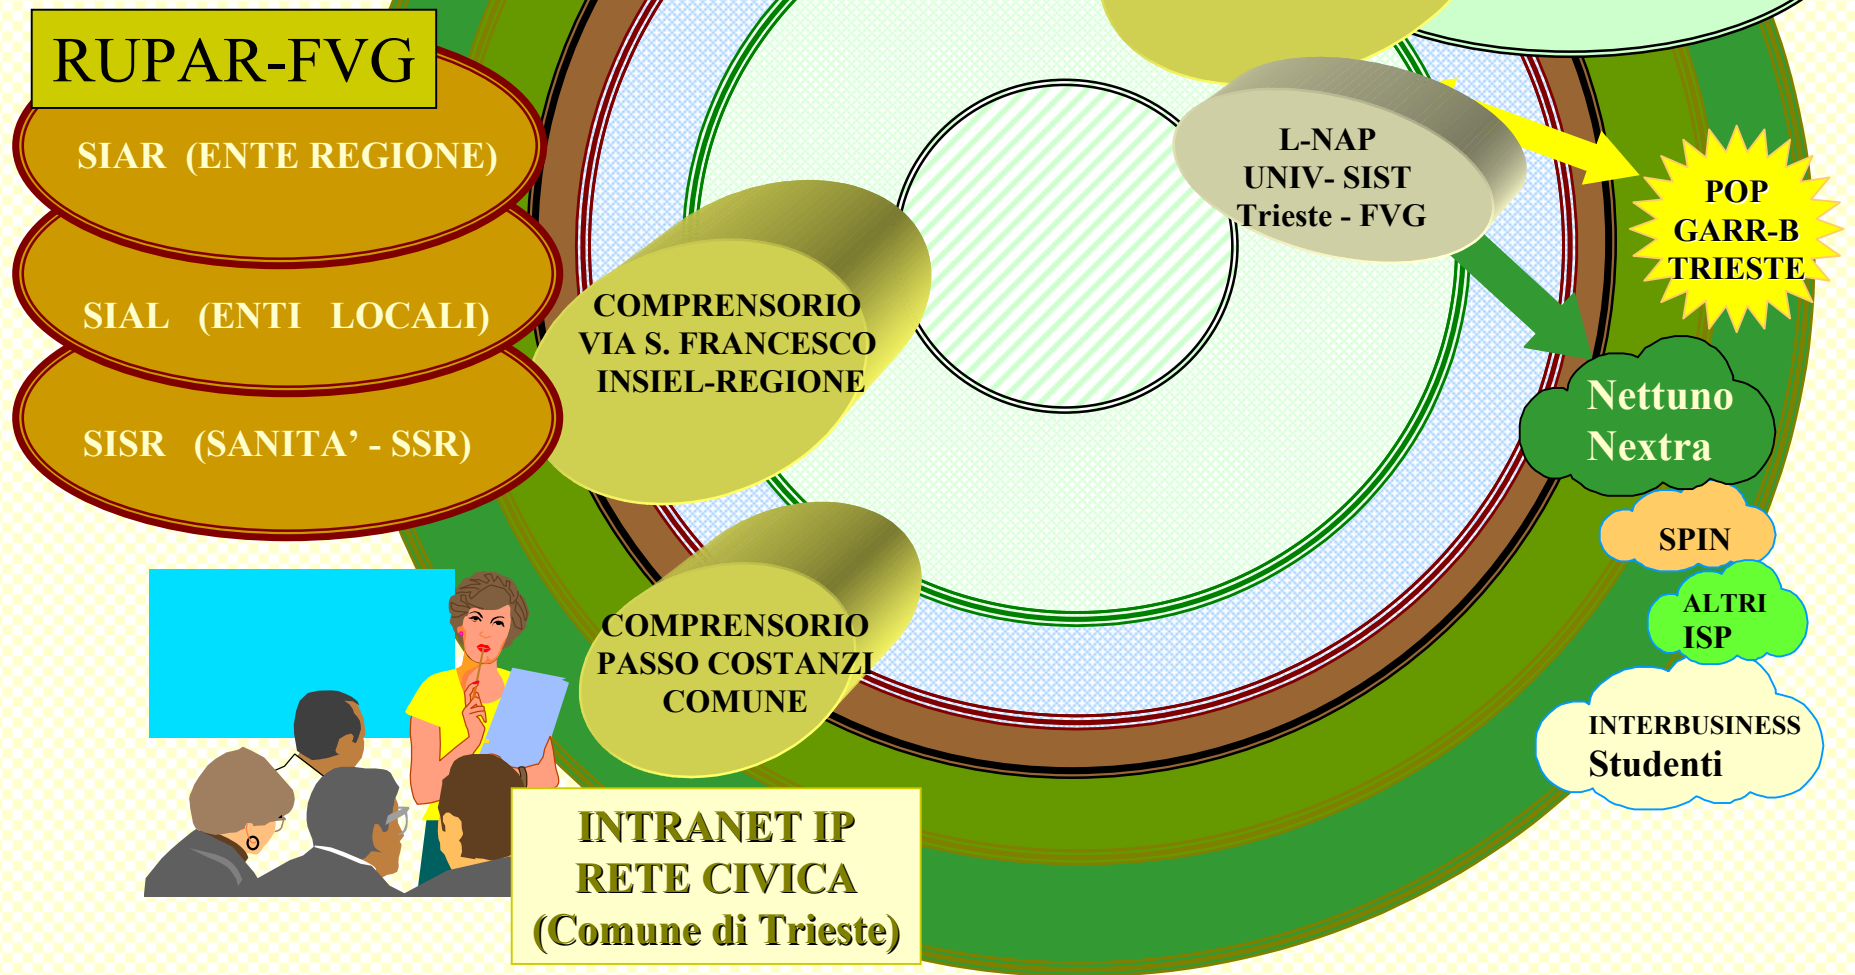 RUPAR-FVG
SIAR (ENTE REGIONE)
SIAL (ENTI LOCALI)
SISR (SANITA’ - SSR)
COMPRENSORIO
VIA S. FRANCESCO
INSIEL-REGIONE
COMPRENSORIO
PASSO COSTANZI
COMUNE
INTRANET IP
RETE CIVICA
(Comune di Trieste)
L-NAP
UNIV- SIST
Trieste - FVG
POP
GARR-B
TRIESTE
Nettuno
Nextra
SPIN
ALTRI
ISP
INTERBUSINESS
Studenti